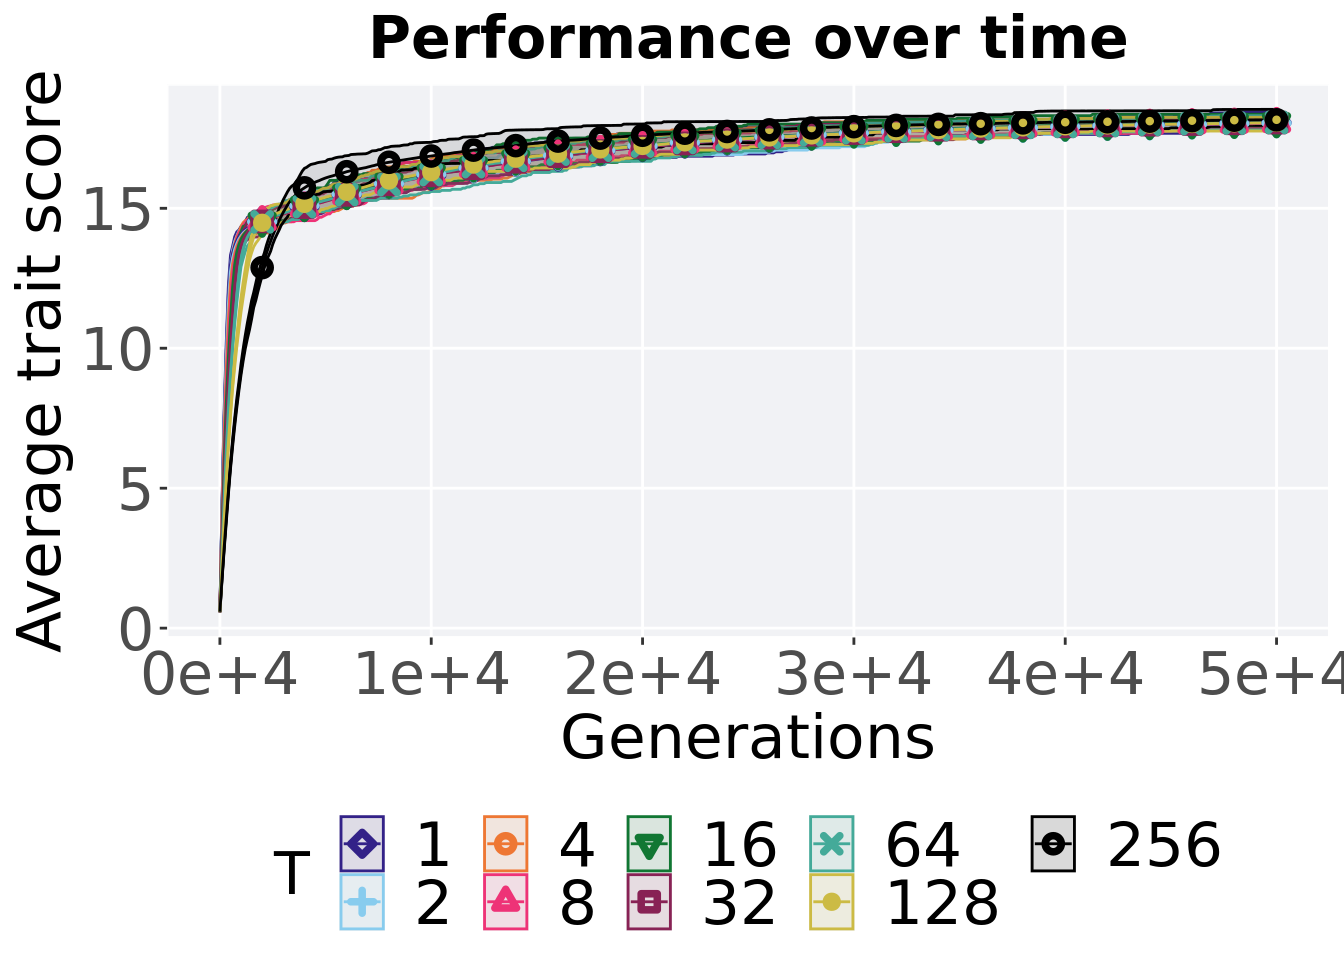 Performance over time
Average trait score
15
10
5
0
0e+4 1e+4 2e+4 3e+4 4e+4 5e+4
Generations
T
1 4 16 64 256
2 8 32 128